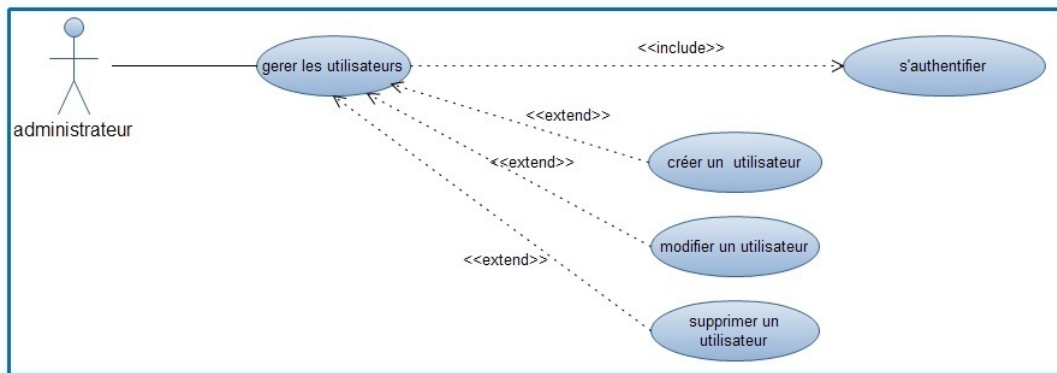 <<include>>
gerer les utilisateurs
s'authentifier
administrateur
<<extend>>
créer un utilisateur
<<extend>>
modifier un utilisateur
<<extend>>
supprimer un
utilisateur